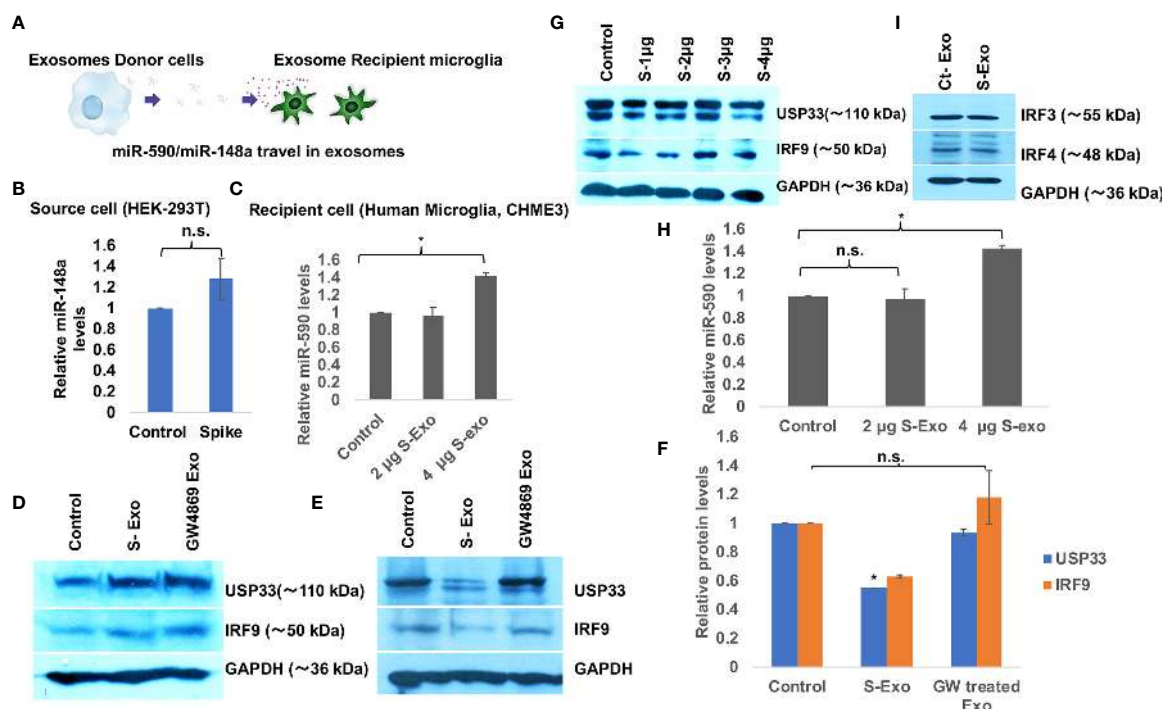 A
Exosomes Donor cells
Exosome Recipient microglia
miR-590/miR-148a travel in exosomes
B
Source cell (HEK-293T)
n.s.
Relative miR-148a
levels
1.6
1.4
1.2
1
0.8
0.6
0.4
0.2
0
Control
Spike
C
Recipient cell (Human Microglia, CHME3)
*
Relative miR-590 levels
1.6
1.4
1.2
1
0.8
0.6
0.4
0.2
0
Control
2 µg S-Exo
4 µg S-exo
D
Control
S- Exo
GW4869 Exo
USP33(~110 kDa)
IRF9 (~50 kDa)
GAPDH (~36 kDa)
E
Control
S- Exo
GW4869 Exo
USP33
IRF9
GAPDH
G
Control
S-1µg
S-2µg
S-3µg
S-4µg
USP33(~110 kDa)
IRF9 (~50 kDa)
GAPDH (~36 kDa)
I
Ct- Exo
S-Exo
IRF3 (~55 kDa)
IRF4 (~48 kDa)
GAPDH (~36 kDa)
H
*
n.s.
Relative miR-590 levels
1.6
1.4
1.2
1
0.8
0.6
0.4
0.2
0
Control
2 µg S-Exo
4 µg S-exo
F
n.s.
Relative protein levels
1.6
1.4
1.2
1
0.8
0.6
0.4
0.2
0
*
Control
S-Exo
GW treated
Exo
USP33
IRF9